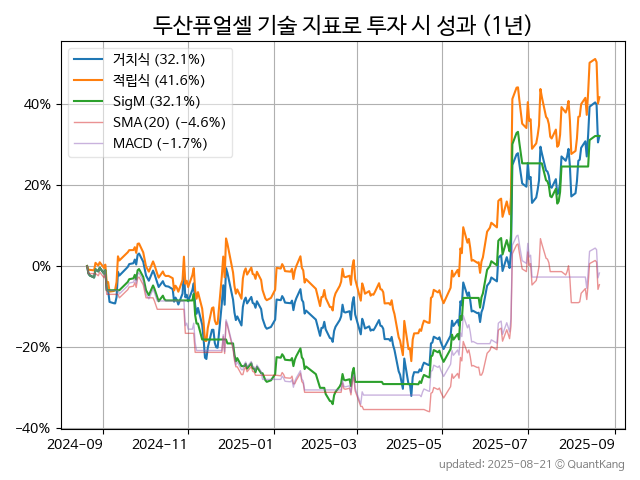 두산퓨얼셀 기술 지표로 투자 시 성과 (1년)
거치식 (32.1%)
적립식 (41.6%)
SigM (32.1%)
SMA(20) (−4.6%)
MACD (−1.7%)
40%
20%
0%
−20%
−40%
2024-09 2024-11 2025-01 2025-03 2025-05 2025-07 2025-09
updated: 2025-08-21 © QuantKang